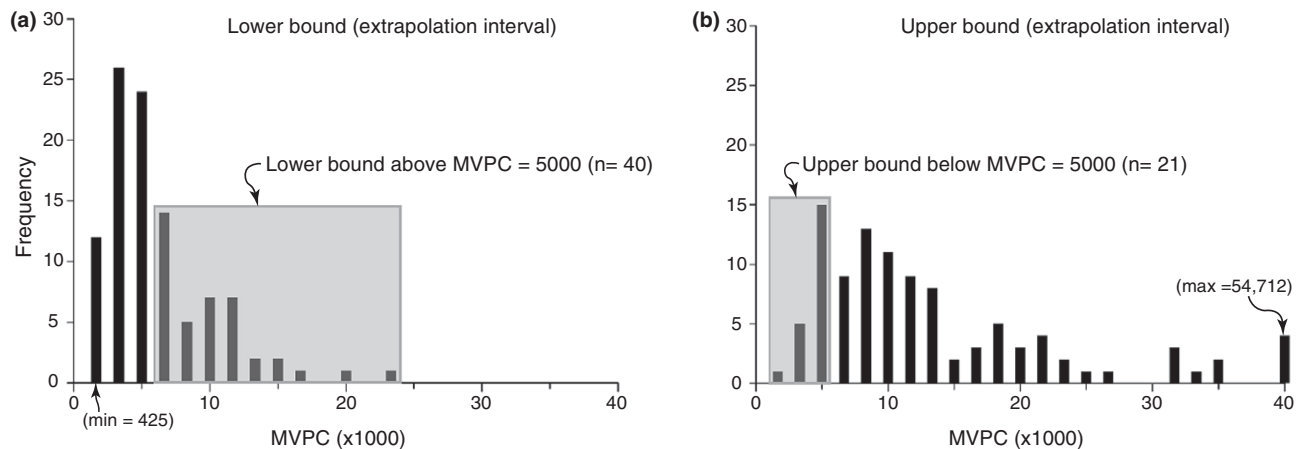 (a)
Lower bound (extrapolation interval)
30
25
20
15
10
5
0
Frequency
Lower bound above MVPC = 5000 (n= 40)
0
10
20
30
40
(min = 425)
MVPC (x1000)
(b)
Upper bound (extrapolation interval)
30
25
20
15
10
5
0
Upper bound below MVPC = 5000 (n= 21)
(max =54,712)
0
10
20
30
40
MVPC (x1000)